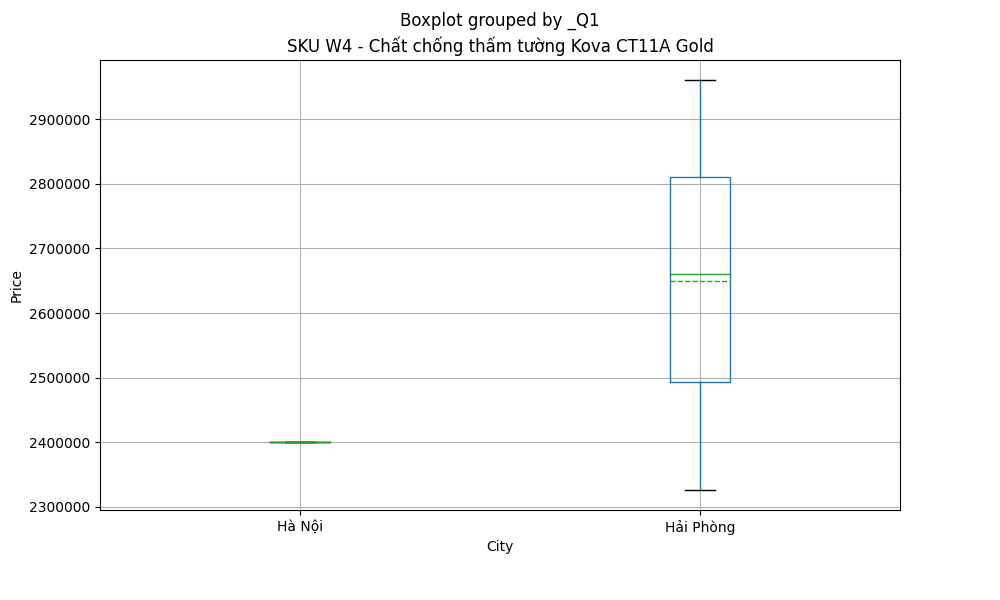 Boxplot grouped by _Q1
SKU W4 - Chất chống thấm tường Kova CT11A Gold
2900000
2800000
2700000
2600000
2500000
2400000
2300000
Price
Hà Nội
Hải Phòng
City